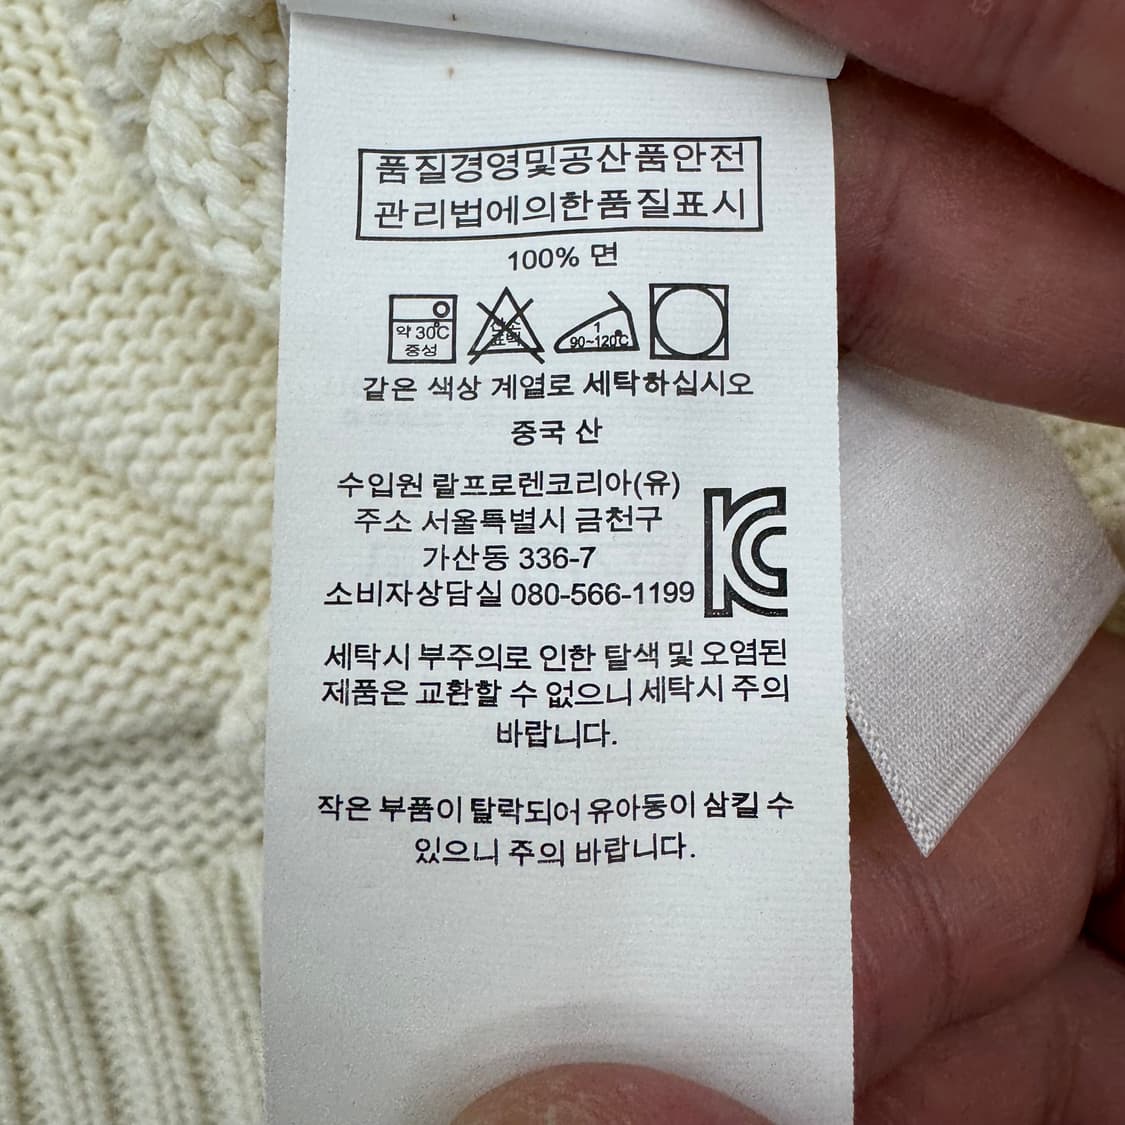 품질경영및공산품안전
관리법에의한품질표시
100% 면
약 30˚C
중성
산소
표백
1
90~120˚C
같은 색상 계열로 세탁하십시오
중국 산
수입원 랄프로렌코리아(유)
주소 서울특별시 금천구
가산동 336-7
소비자상담실 080-566-1199
KC
세탁시 부주의로 인한 탈색 및 오염된
제품은 교환할 수 없으니 세탁시 주의
바랍니다.
작은 부품이 탈락되어 유아동이 삼킬 수
있으니 주의 바랍니다.